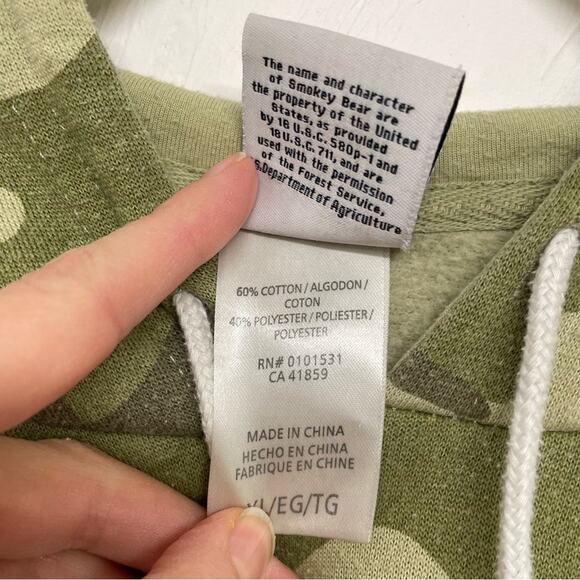 The name and character
of Smokey Bear are
the property of the United
States, as provided
by 16 U.S.C. 580p-1 and
18 U.S.C. 711, and are
used with the permission
of the Forest Service,
S. Department of Agriculture
60% COTTON / ALGODON /
COTON
40% POLYESTER / POLIESTER /
POLYESTER
RN# 0101531
CA 41859
MADE IN CHINA
HECHO EN CHINA
FABRIQUE EN CHINE
XL/EG/TG